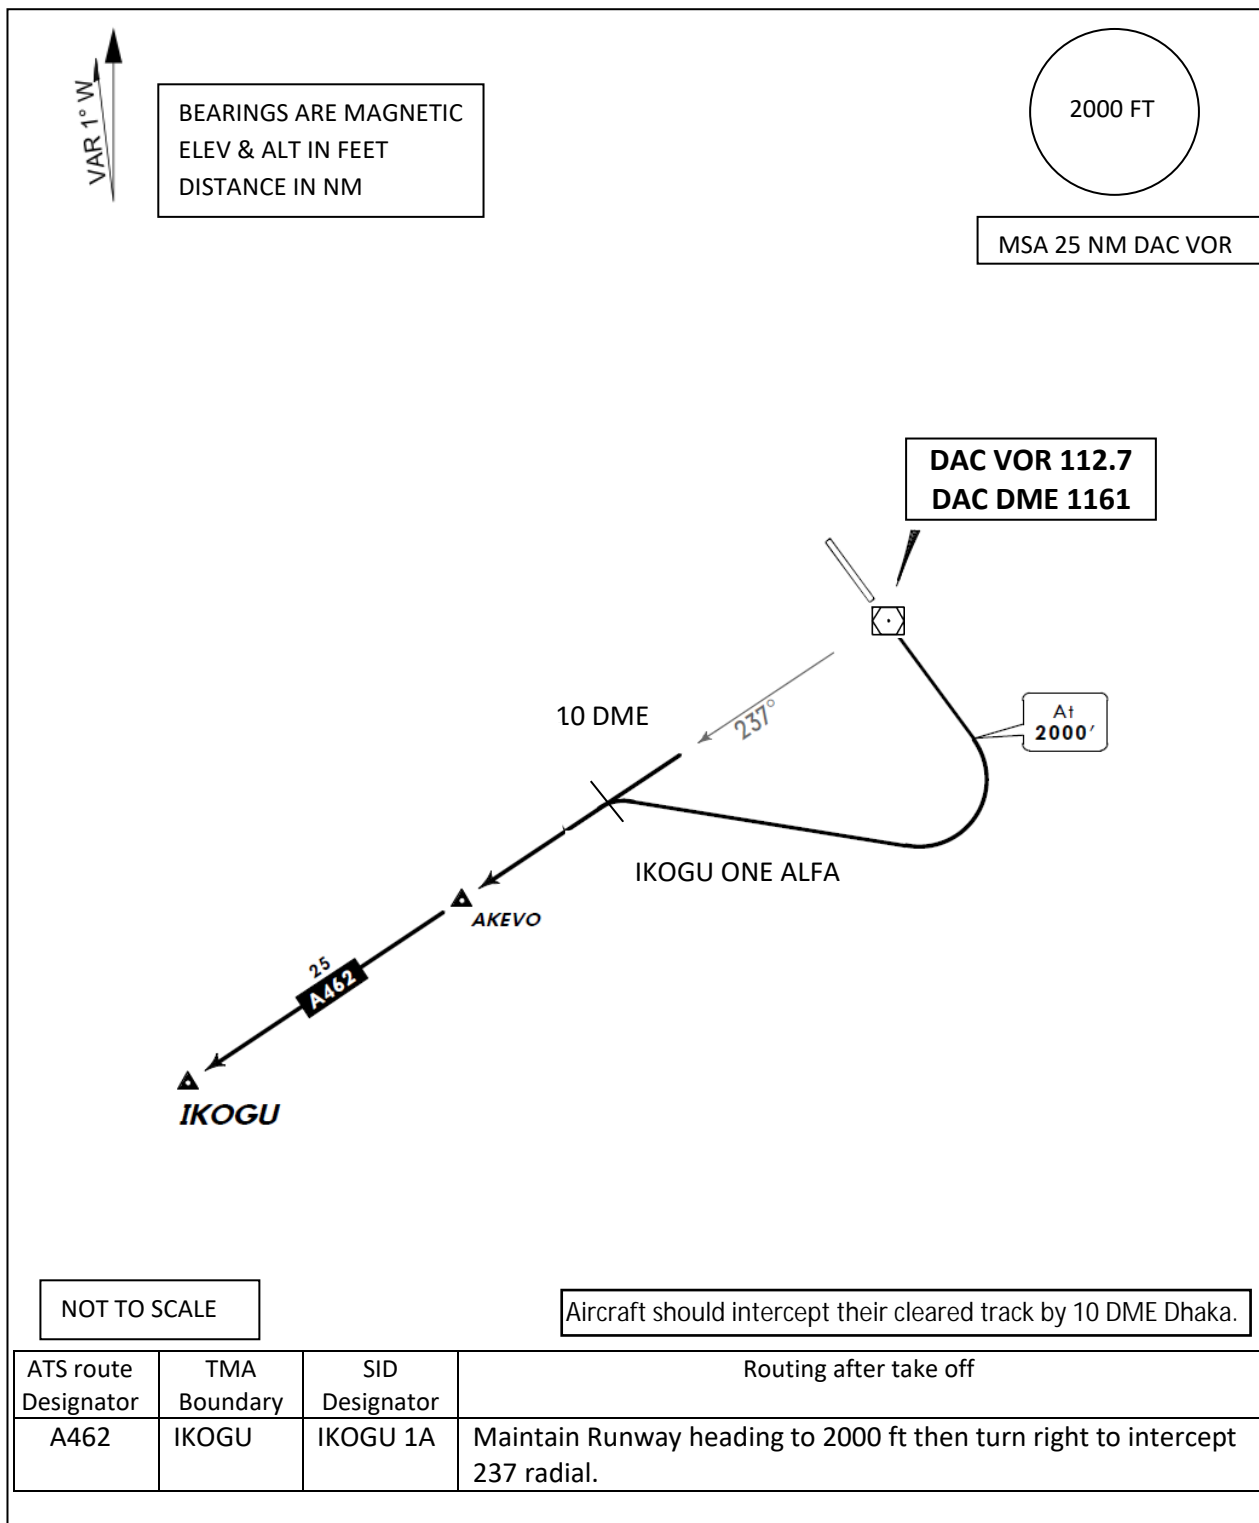 VAR 1° W
BEARINGS ARE MAGNETIC
ELEV & ALT IN FEET
DISTANCE IN NM
2000 FT
MSA 25 NM DAC VOR
DAC VOR 112.7
DAC DME 1161
At
2000′
237°
10 DME
IKOGU ONE ALFA
AKEVO
25
A462
IKOGU
NOT TO SCALE
Aircraft should intercept their cleared track by 10 DME Dhaka.
ATS route Designator
TMA Boundary
SID Designator
Routing after take off
A462
IKOGU
IKOGU 1A
Maintain Runway heading to 2000 ft then turn right to intercept
237 radial.